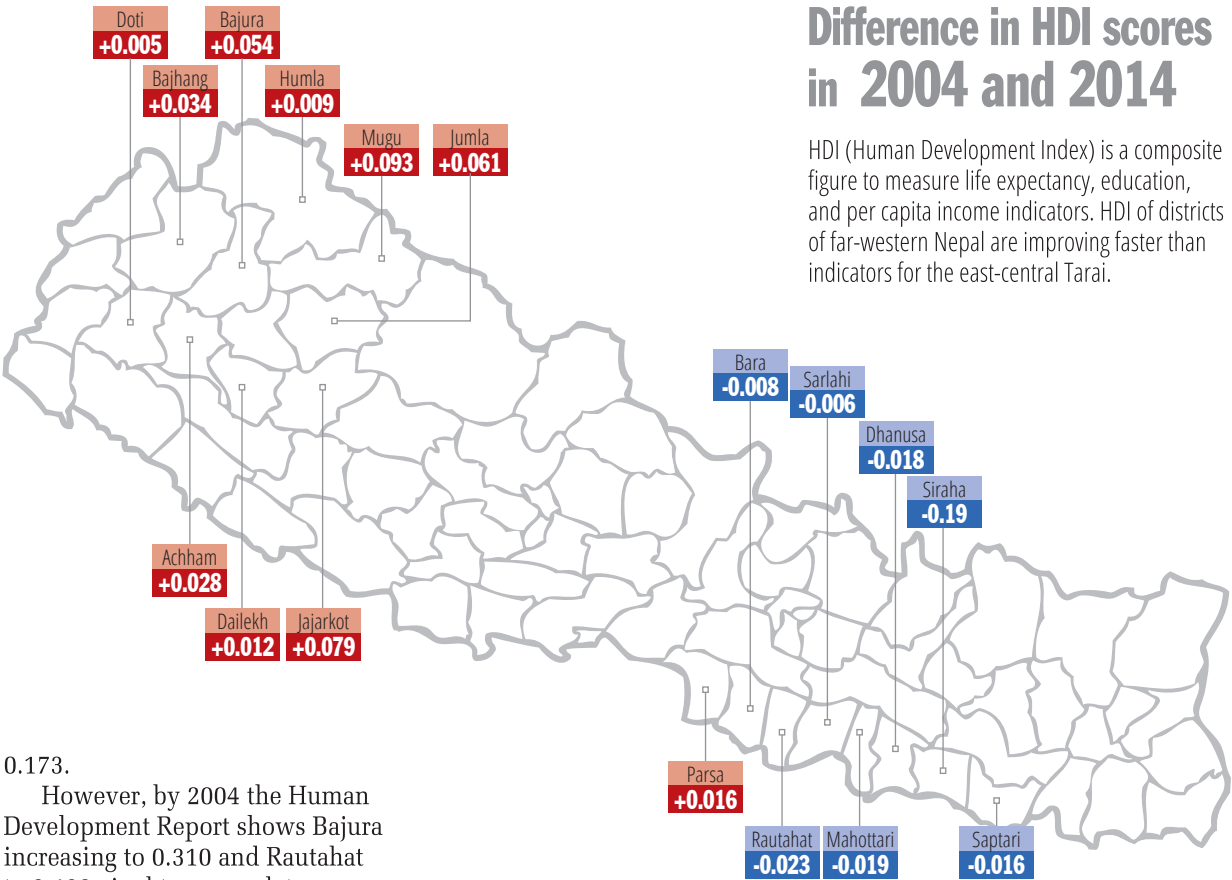 Difference in HDI scores
in 2004 and 2014
HDI (Human Development Index) is a composite
figure to measure life expectancy, education,
and per capita income indicators. HDI of districts
of far-western Nepal are improving faster than
indicators for the east-central Tarai.
Doti
+0.005
Bajura
+0.054
Bajhang
+0.034
Humla
+0.009
Mugu
+0.093
Jumla
+0.061
Bara
-0.008
Sarlahi
-0.006
Dhanusa
-0.018
Siraha
-0.19
Achham
+0.028
Dailekh
+0.012
Jajarkot
+0.079
Parsa
+0.016
Rautahat
-0.023
Mahottari
-0.019
Saptari
-0.016
0.173.
However, by 2004 the Human
Development Report shows Bajura
increasing to 0.310 and Rautahat